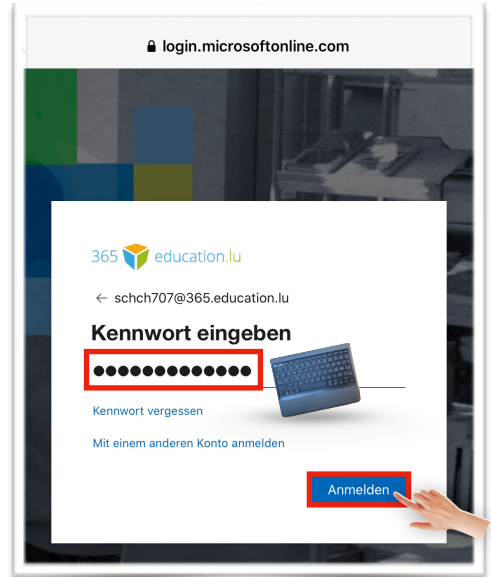 login.microsoftonline.com
365 education.lu
← schch707@365.education.lu
Kennwort eingeben
●●●●●●●●●●●●●
Kennwort vergessen
Mit einem anderen Konto anmelden
Anmelden